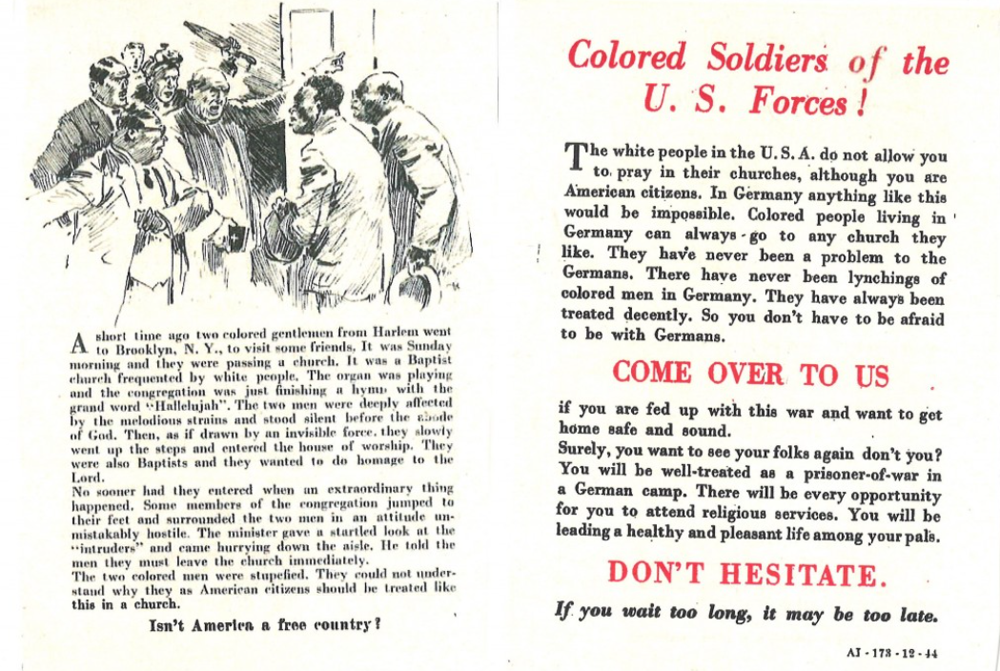 A short time ago two colored gentlemen from Harlem went
to Brooklyn, N. Y., to visit some friends. It was Sunday
morning and they were passing a church. It was a Baptist
church frequented by white people. The organ was playing
and the congregation was just finishing a hymn with the
grand word "Hallelujah". The two men were deeply affected
by the melodious strains and stood silent before the abode
of God. Then, as if drawn by an invisible force, they slowly
went up the steps and entered the house of worship. They
were also Baptists and they wanted to do homage to the
Lord.
No sooner had they entered when an extraordinary thing
happened. Some members of the congregation jumped to
their feet and surrounded the two men in an attitude un-
mistakably hostile. The minister gave a startled look at the
"intruders" and came hurrying down the aisle. He told the
men they must leave the church immediately.
The two colored men were stupefied. They could not under-
stand why they as American citizens should be treated like
this in a church.
Isn't America a free country?
Colored Soldiers of the
U. S. Forces!
The white people in the U. S. A. do not allow you
to pray in their churches, although you are
American citizens. In Germany anything like this
would be impossible. Colored people living in
Germany can always go to any church they
like. They have never been a problem to the
Germans. There have never been lynchings of
colored men in Germany. They have always been
treated decently. So you don't have to be afraid
to be with Germans.
COME OVER TO US
if you are fed up with this war and want to get
home safe and sound.
Surely, you want to see your folks again don't you?
You will be well-treated as a prisoner-of-war in
a German camp. There will be every opportunity
for you to attend religious services. You will be
leading a healthy and pleasant life among your pals.
DON'T HESITATE.
If you wait too long, it may be too late.
AI - 173 - 12 - 44